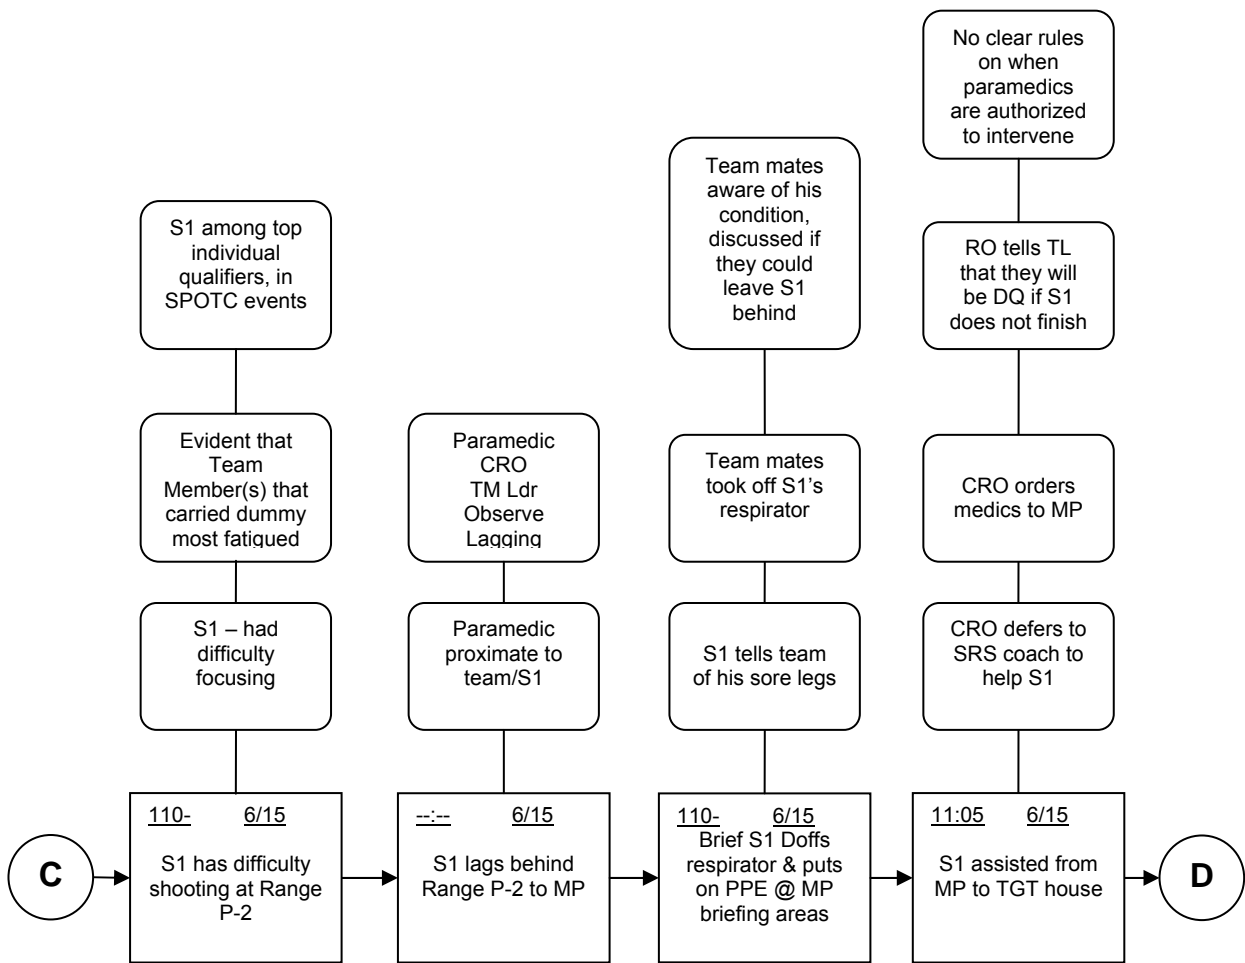 No clear rules
on when
paramedics
are authorized
to intervene
Team mates
aware of his
condition,
discussed if
they could
leave S1
behind
S1 among top
individual
qualifiers, in
SPOTC events
RO tells TL
that they will
be DQ if S1
does not finish
Evident that
Team
Member(s) that
carried dummy
most fatigued
Paramedic
CRO
TM Ldr
Observe
Lagging
Team mates
took off S1’s
respirator
CRO orders
medics to MP
S1 – had
difficulty
focusing
Paramedic
proximate to
team/S1
S1 tells team
of his sore legs
CRO defers to
SRS coach to
help S1
C
110- 6/15
S1 has difficulty
shooting at Range
P-2
--:-- 6/15
S1 lags behind
Range P-2 to MP
110- 6/15
Brief S1 Doffs
respirator & puts
on PPE @ MP
briefing areas
11:05 6/15
S1 assisted from
MP to TGT house
D